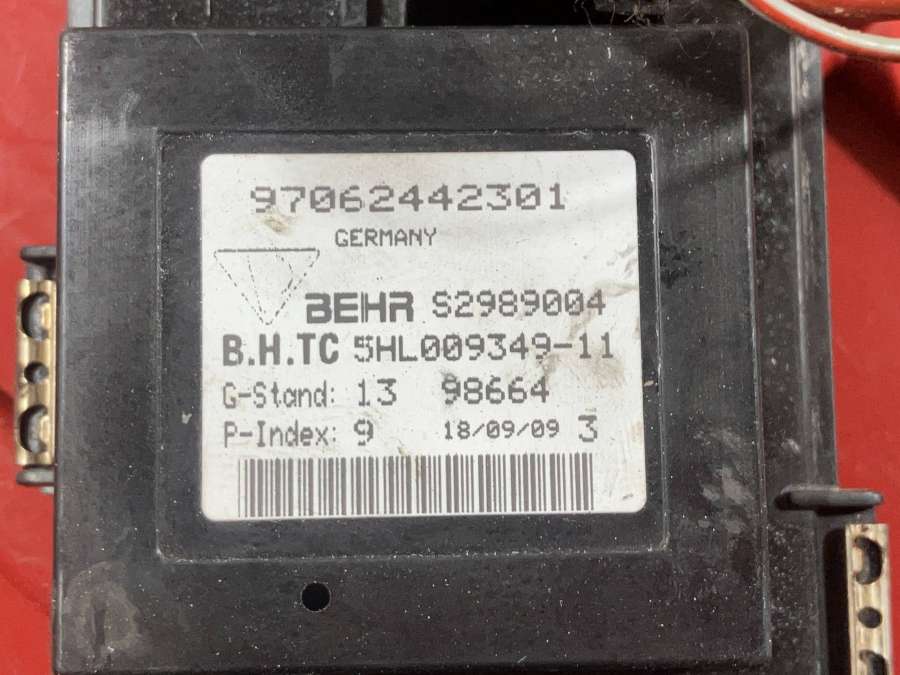 97062442301
GERMANY
BEHR S2989004
B.H.TC 5HL009349-11
G-Stand: 13 98664
P-Index: 9 18/09/09 3